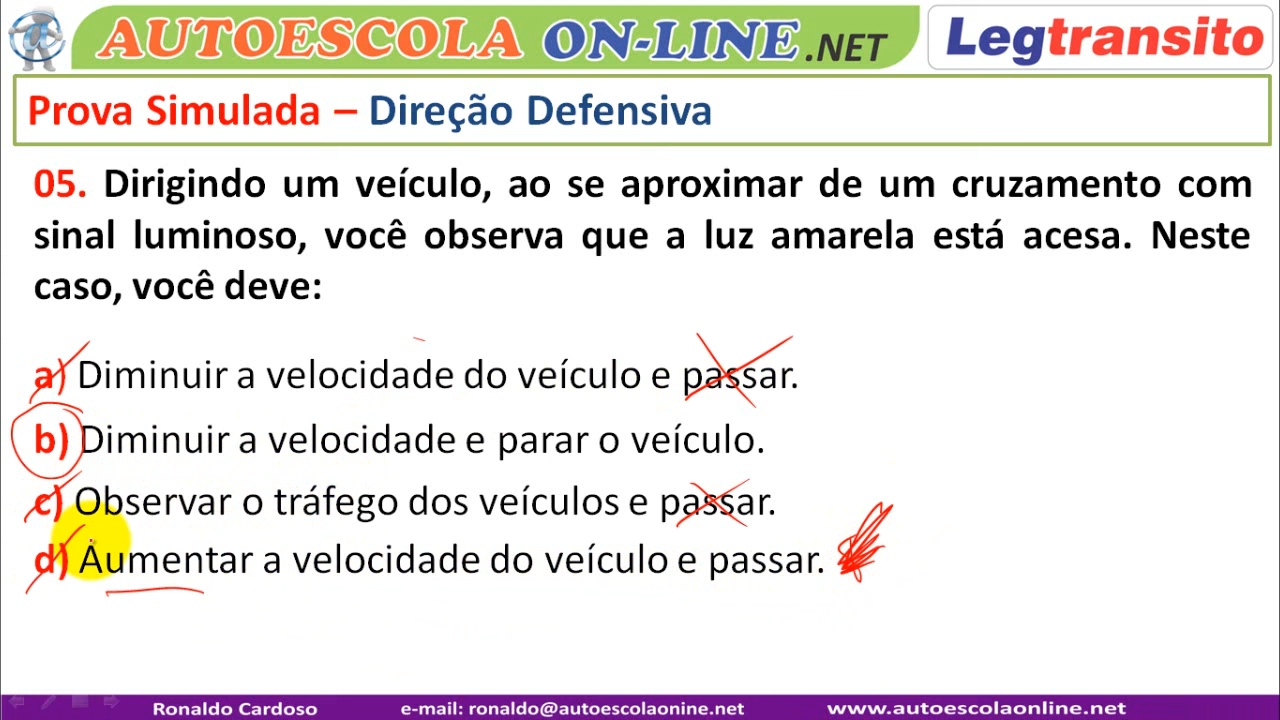 AUTOESCOLA ON-LINE.NET
Legtransito
Prova Simulada – Direção Defensiva
05. Dirigindo um veículo, ao se aproximar de um cruzamento com
sinal luminoso, você observa que a luz amarela está acesa. Neste
caso, você deve:
a) Diminuir a velocidade do veículo e passar.
b) Diminuir a velocidade e parar o veículo.
c) Observar o tráfego dos veículos e passar.
d) Aumentar a velocidade do veículo e passar.
Ronaldo Cardoso e-mail: ronaldo@autoescolaonine.net www.autoescolaonline.net